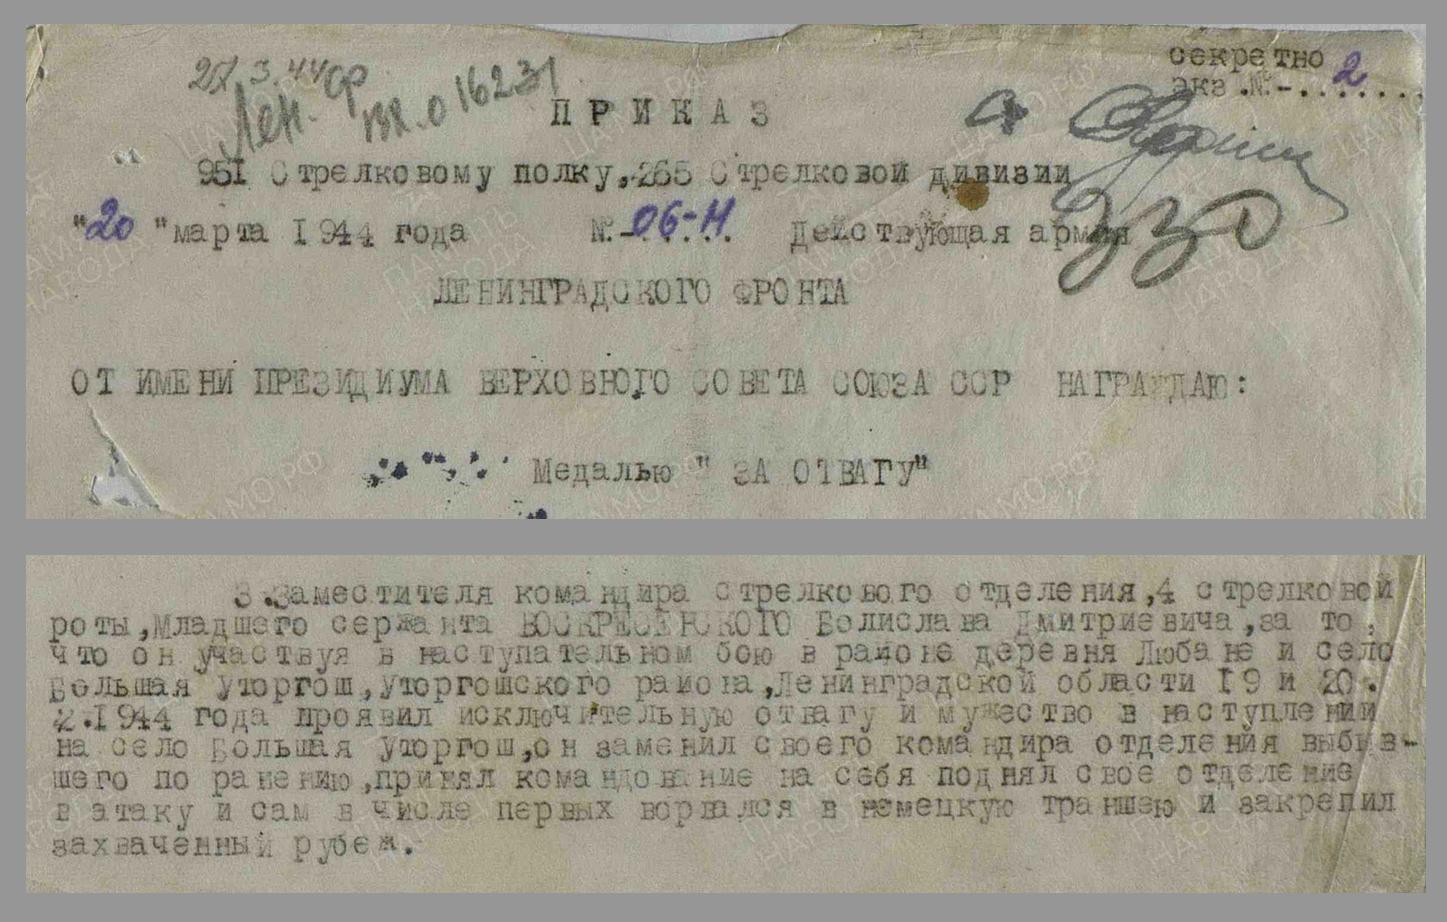 секретно
экз.№-.2......
27.3.44 ср
Лен.
вх.о 16231
ПРИКАЗ
951 Стрелковому полку,-265 Стрелковой дивизии
"20 "марта 1944 года №.-06-Н.. Действующая армия
330
ЛЕНИНГРАДСКОГО ФРОНТА
ОТ ИМЕНИ ПРЕЗИДИУМА ВЕРХОВНОГО СОВЕТА СОЮЗА ССР НАГРАЖДАЮ:
Медалью " ЗА ОТВАГУ"
3.Заместителя командира стрелкового отделения,4 стрелковой
роты,Младшего сержанта ВОСКРЕСЕНСКОГО Болислава Дмитриевича,за то,
что он участвуя в наступательном бою в районе деревня Любане и село
Большая Уторгош,Уторгошского района,Ленинградской области 19 и 20.
2.1944 года проявил исключительную отвагу и мужество в наступлении
на село Большая Уторгош,он заменил своего командира отделения выбыв-
шего по ранению,принял командование на себя поднял свое отделение
в атаку и сам в числе первых ворвался в немецкую траншею и закрепил
захваченный рубеж.